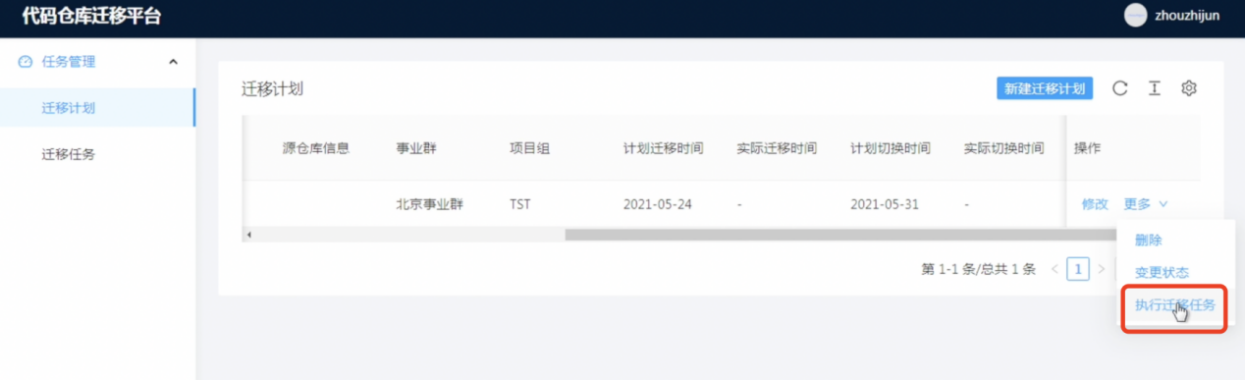 代码仓库迁移平台 zhouzhijun
任务管理
迁移计划
迁移任务
迁移计划 新建迁移计划
源仓库信息 事业群 项目组 计划迁移时间 实际迁移时间 计划切换时间 实际切换时间 操作
北京事业群 TST 2021-05-24 - 2021-05-31 - 修改 更多
第 1-1 条/总共 1 条 < 1 >
删除
变更状态
执行迁移任务